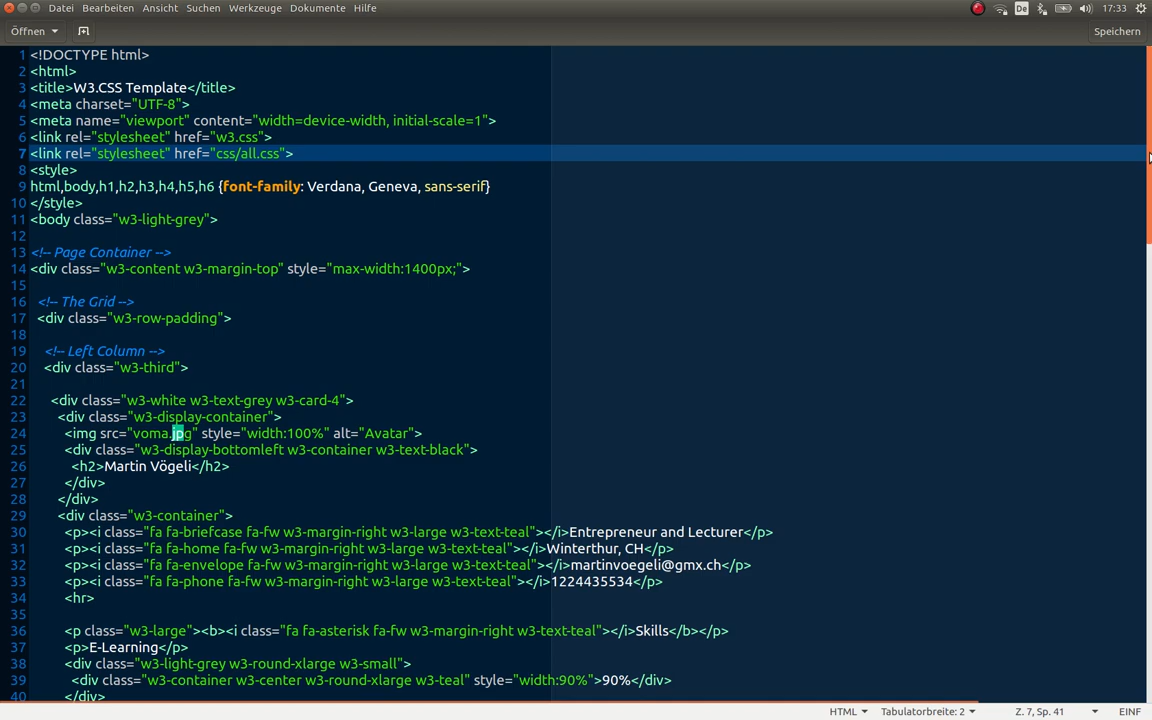 Datei Bearbeiten Ansicht Suchen Werkzeuge Dokumente Hilfe De 17:33
Öffnen Speichern
1 <!DOCTYPE html>
2 <html>
3 <title>W3.CSS Template</title>
4 <meta charset="UTF-8">
5 <meta name="viewport" content="width=device-width, initial-scale=1">
6 <link rel="stylesheet" href="w3.css">
7 <link rel="stylesheet" href="css/all.css">
8 <style>
9 html,body,h1,h2,h3,h4,h5,h6 {font-family: Verdana, Geneva, sans-serif}
10 </style>
11 <body class="w3-light-grey">
12
13 <!-- Page Container -->
14 <div class="w3-content w3-margin-top" style="max-width:1400px;">
15
16 <!-- The Grid -->
17 <div class="w3-row-padding">
18
19 <!-- Left Column -->
20 <div class="w3-third">
21
22 <div class="w3-white w3-text-grey w3-card-4">
23 <div class="w3-display-container">
24 <img src="voma.jpg" style="width:100%" alt="Avatar">
25 <div class="w3-display-bottomleft w3-container w3-text-black">
26 <h2>Martin Vögeli</h2>
27 </div>
28 </div>
29 <div class="w3-container">
30 <p><i class="fa fa-briefcase fa-fw w3-margin-right w3-large w3-text-teal"></i>Entrepreneur and Lecturer</p>
31 <p><i class="fa fa-home fa-fw w3-margin-right w3-large w3-text-teal"></i>Winterthur, CH</p>
32 <p><i class="fa fa-envelope fa-fw w3-margin-right w3-large w3-text-teal"></i>martinvoegeli@gmx.ch</p>
33 <p><i class="fa fa-phone fa-fw w3-margin-right w3-large w3-text-teal"></i>1224435534</p>
34 <hr>
35
36 <p class="w3-large"><b><i class="fa fa-asterisk fa-fw w3-margin-right w3-text-teal"></i>Skills</b></p>
37 <p>E-Learning</p>
38 <div class="w3-light-grey w3-round-xlarge w3-small">
39 <div class="w3-container w3-center w3-round-xlarge w3-teal" style="width:90%">90%</div>
40 </div>
HTML Tabulatorbreite: 2 Z. 7, Sp. 41 EINF